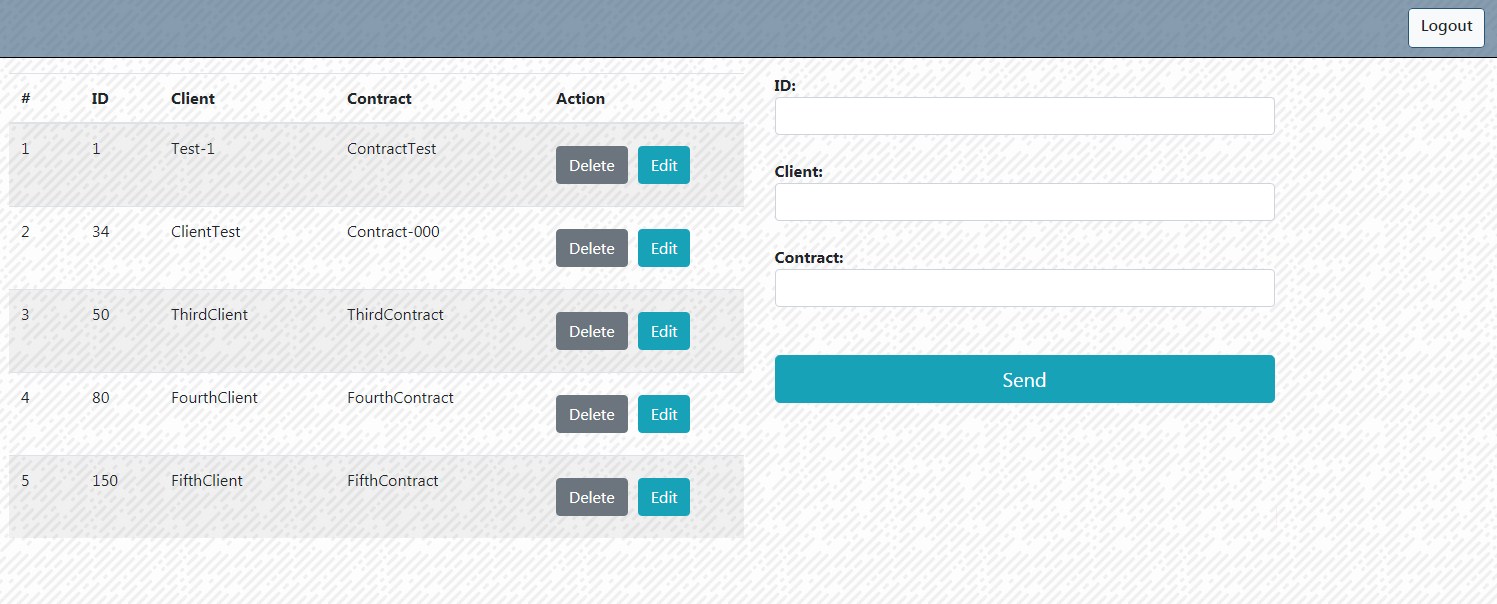 Logout
# ID Client Contract Action
1 1 Test-1 ContractTest Delete Edit
2 34 ClientTest Contract-000 Delete Edit
3 50 ThirdClient ThirdContract Delete Edit
4 80 FourthClient FourthContract Delete Edit
5 150 FifthClient FifthContract Delete Edit
ID:
Client:
Contract:
Send